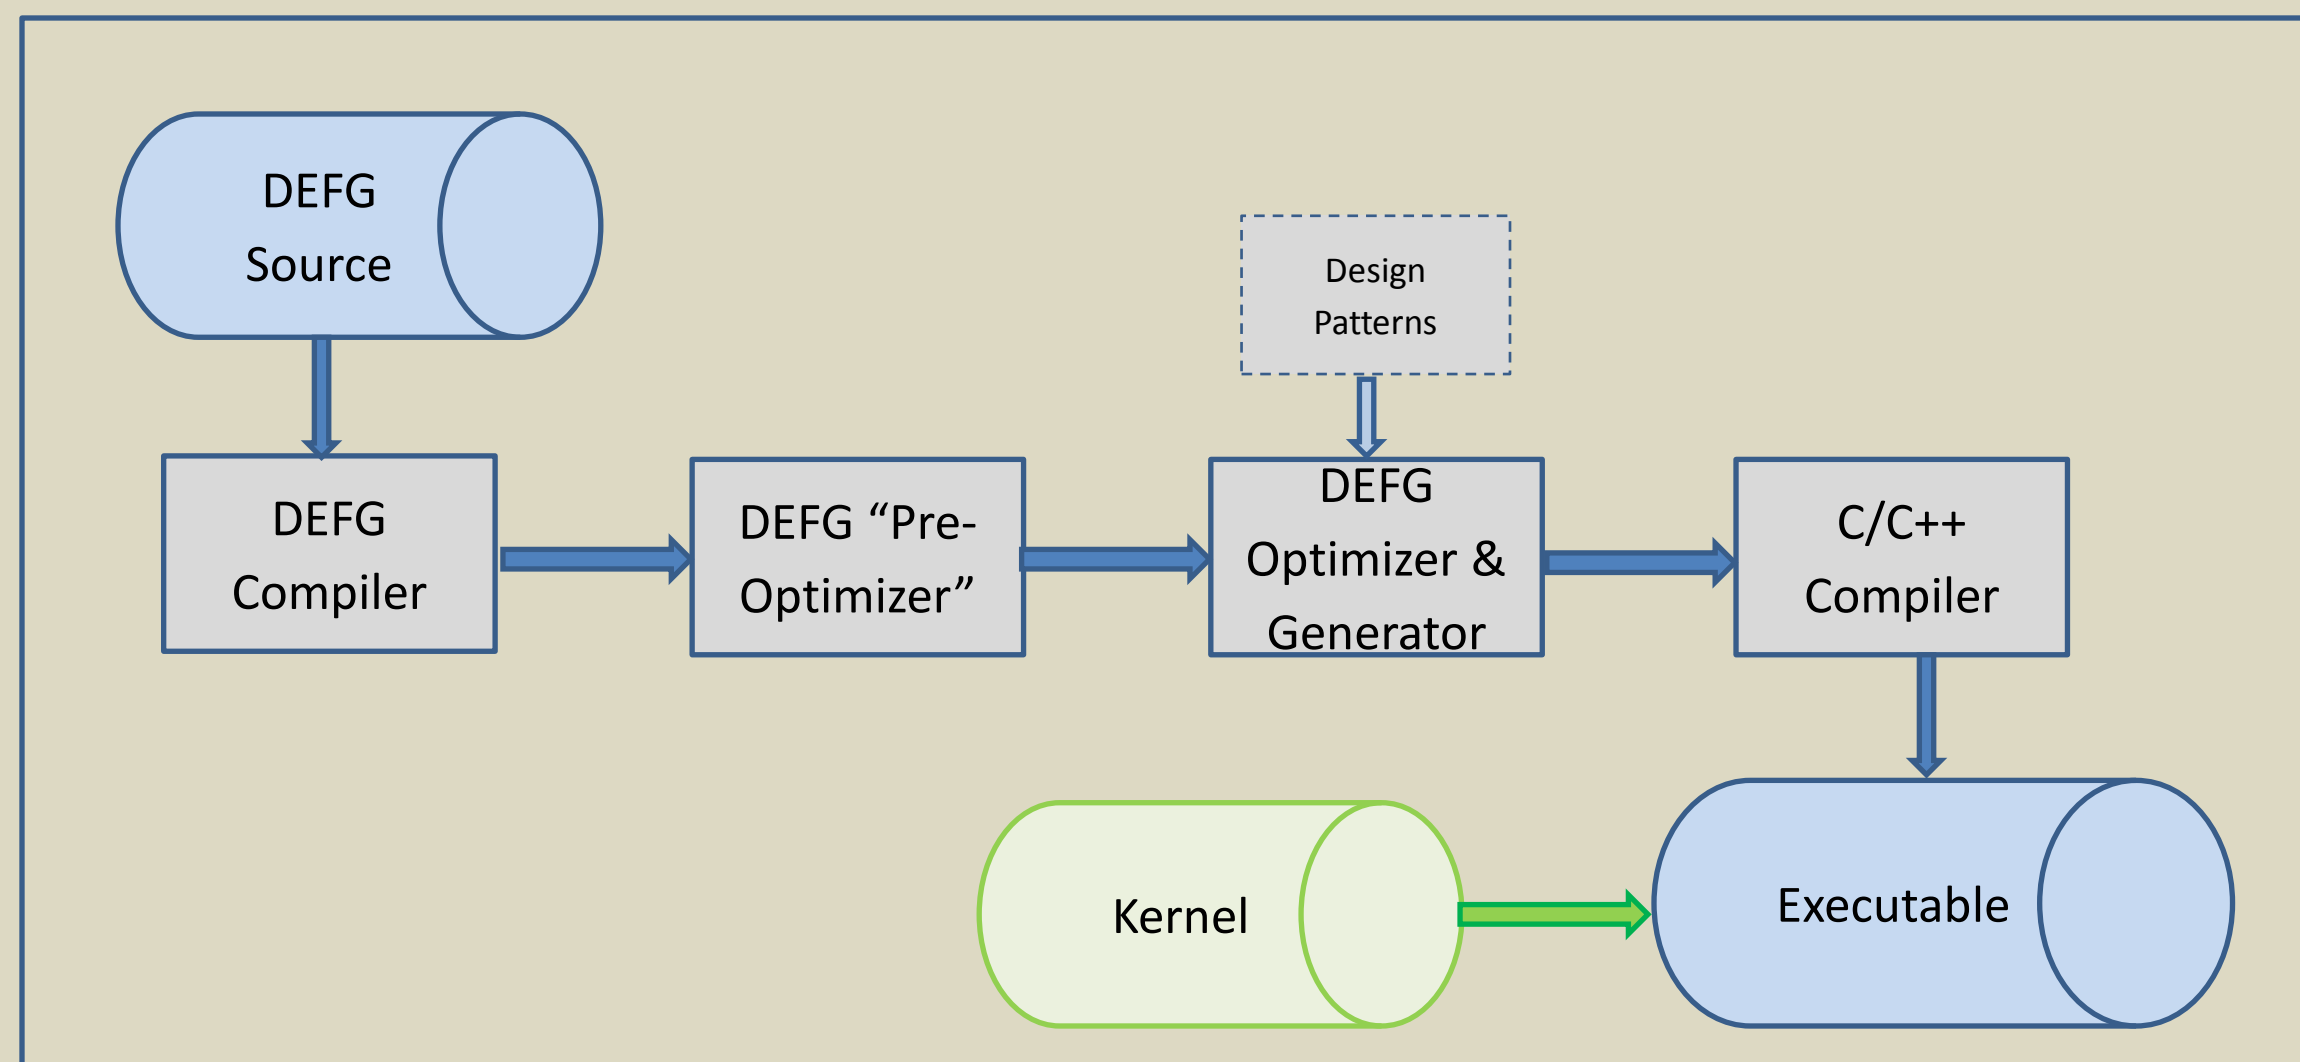 DEFG
Source
Design
Patterns
DEFG
Compiler
DEFG “Pre-
Optimizer”
DEFG
Optimizer &
Generator
C/C++
Compiler
Kernel
Executable